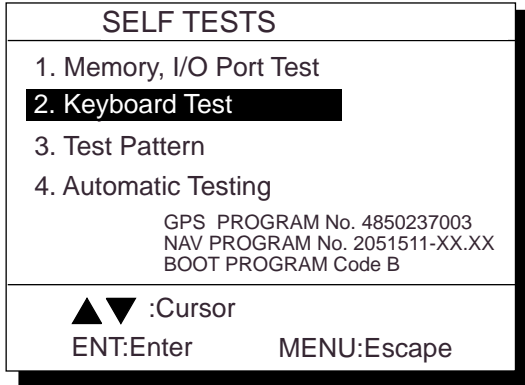 SELF TESTS
1. Memory, I/O Port Test
2. Keyboard Test
3. Test Pattern
4. Automatic Testing
GPS PROGRAM No. 4850237003
NAV PROGRAM No. 2051511-XX.XX
BOOT PROGRAM Code B
▲▼ :Cursor
ENT:Enter MENU:Escape